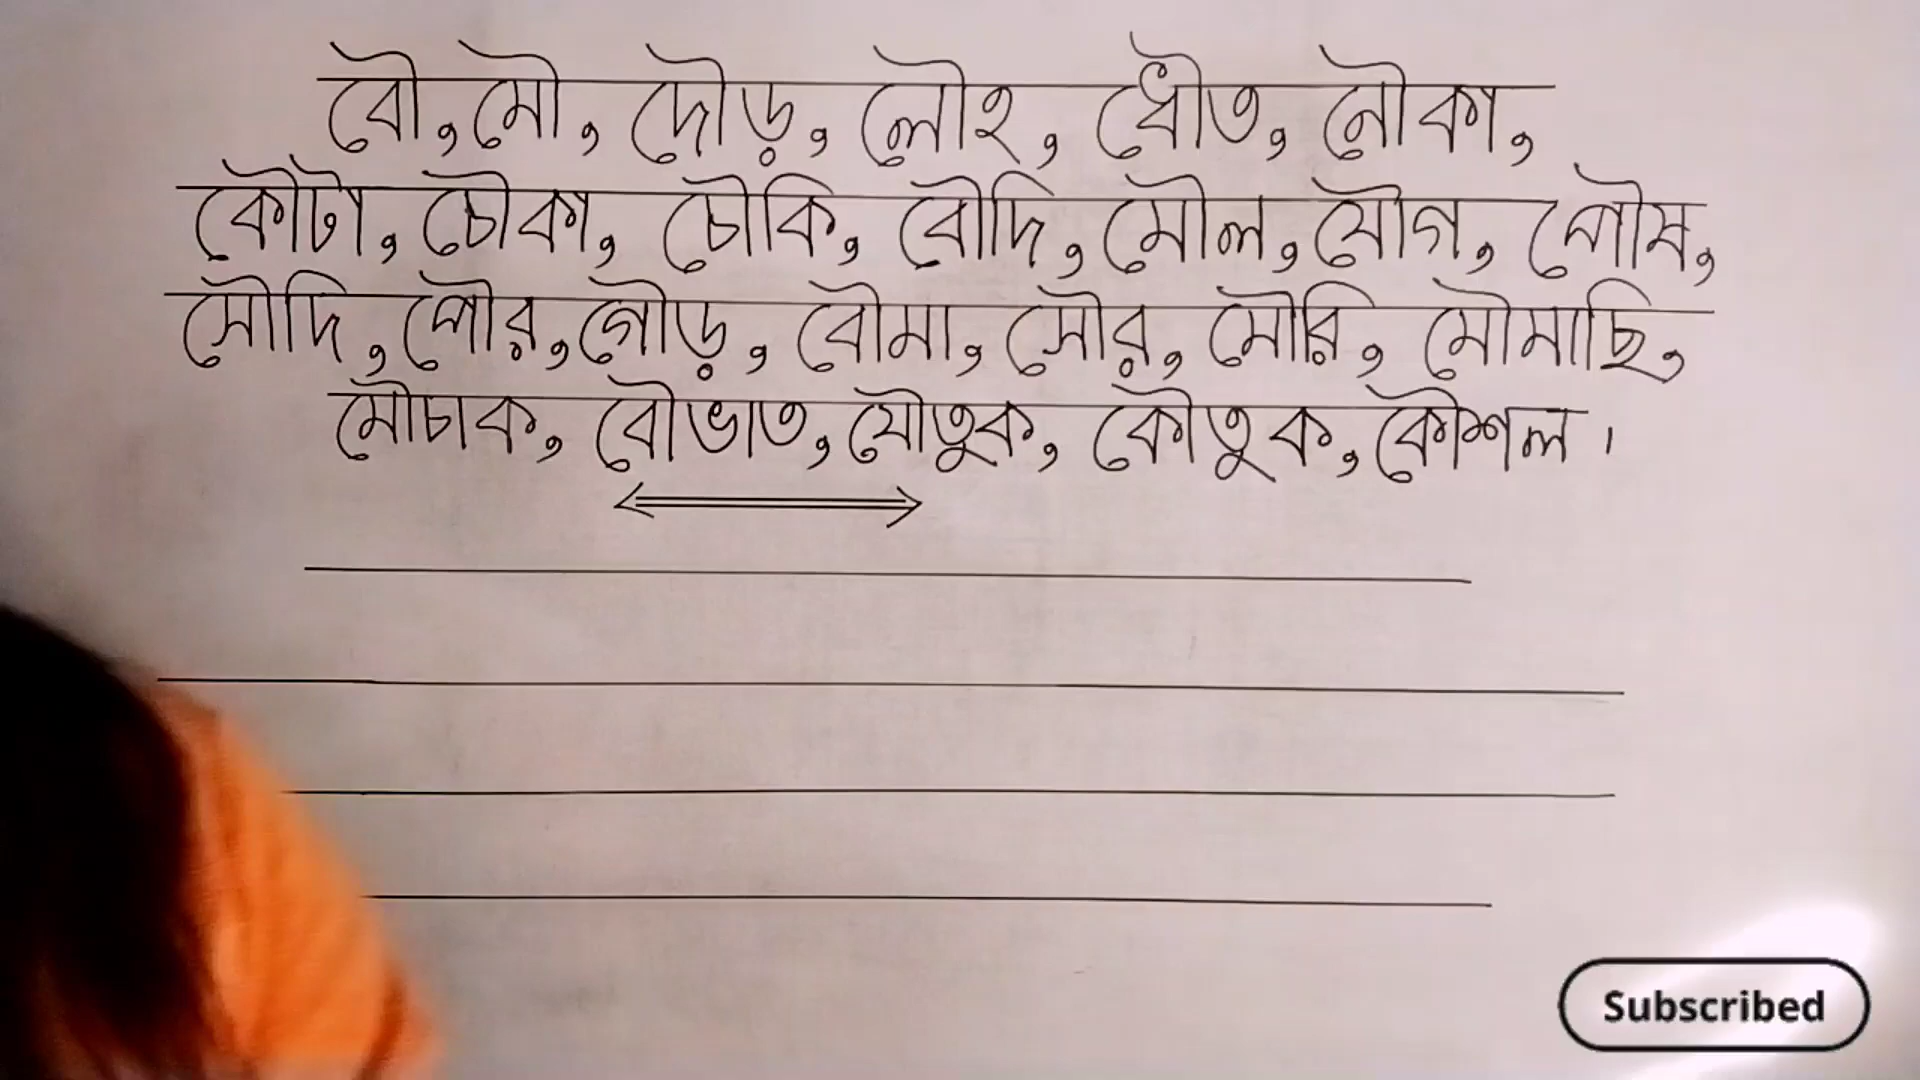 বৌ, মৌ, দৌড়, লৌহ, ধৌত, নৌকা,
কৌটা, চৌকা, চৌকি, বৌদি, মৌল, যৌগ, পৌষ,
সৌদি, পৌর, গৌড়, বৌমা, সৌর, মৌরি, মৌমাছি,
মৌচাক, বৌভাত, যৌতুক, কৌতুক, কৌশল।
Subscribed